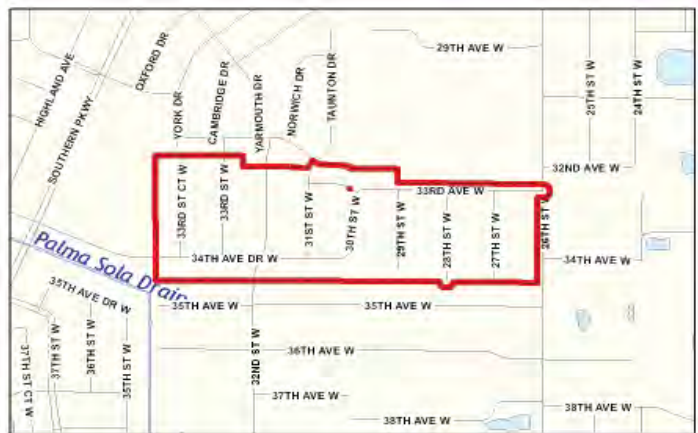 HIGHLAND AVE
SOUTHERN PKWY
OXFORD DR
YORK DR
CAMBRIDGE DR
YARMOUTH DR
NORWICH DR
TAUNTON DR
29TH AVE W
25TH ST W
24TH ST W
32ND AVE W
33RD ST CT W
33RD ST W
31ST ST W
30TH ST W
33RD AVE W
29TH ST W
28TH ST W
27TH ST W
26TH ST W
34TH AVE DR W
34TH AVE W
Palma Sola Drain
35TH AVE DR W
35TH AVE W
35TH AVE W
37TH ST CT W
37TH ST W
36TH ST W
35TH ST W
32ND ST W
36TH AVE W
37TH AVE W
38TH AVE W
38TH AVE W